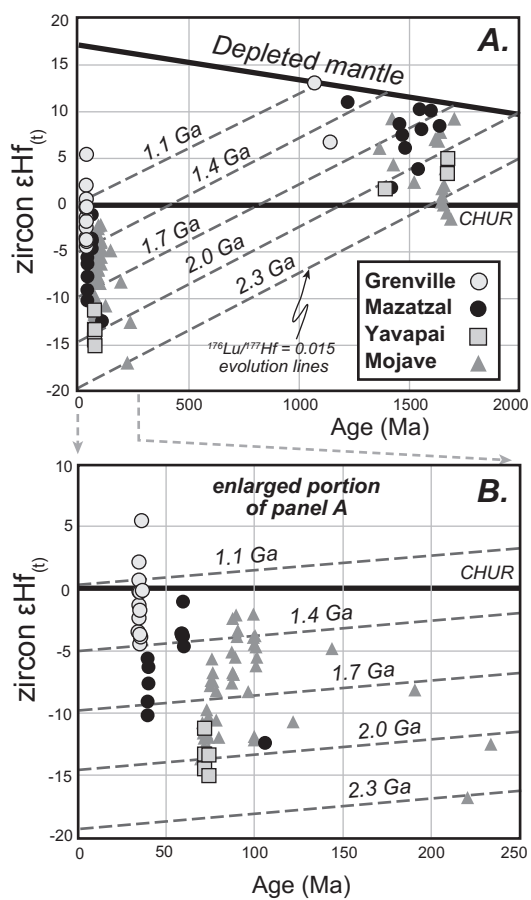 20
15
10
5
0
-5
-10
-15
-20
zircon εHf(t)
A.
Depleted mantle
1.1 Ga
1.4 Ga
1.7 Ga
2.0 Ga
2.3 Ga
CHUR
¹⁷⁶Lu/¹⁷⁷Hf = 0.015
evolution lines
Grenville
Mazatzal
Yavapai
Mojave
0
500
1000
1500
2000
Age (Ma)
10
5
0
-5
-10
-15
-20
zircon εHf(t)
enlarged portion
of panel A
B.
CHUR
1.1 Ga
1.4 Ga
1.7 Ga
2.0 Ga
2.3 Ga
0
50
100
150
200
250
Age (Ma)